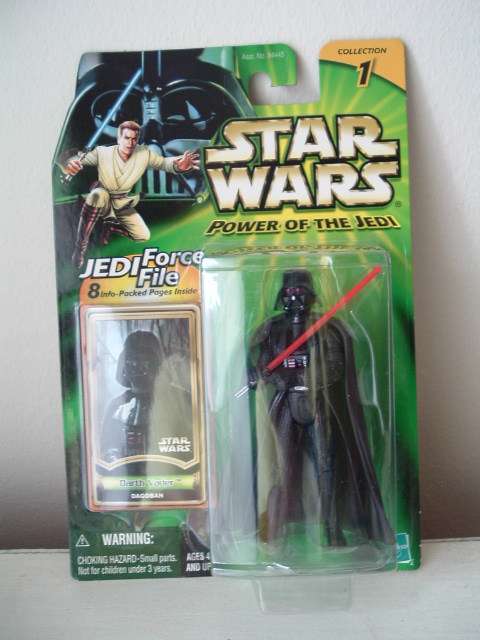 COLLECTION
1
STAR
WARS
POWER OF THE JEDI
JEDI Force
File
8 Info-Packed Pages Inside
STAR
WARS
Darth Vader™
DAGOBAH
WARNING:
CHOKING HAZARD-Small parts.
Not for children under 3 years.
AGES 4
AND UP